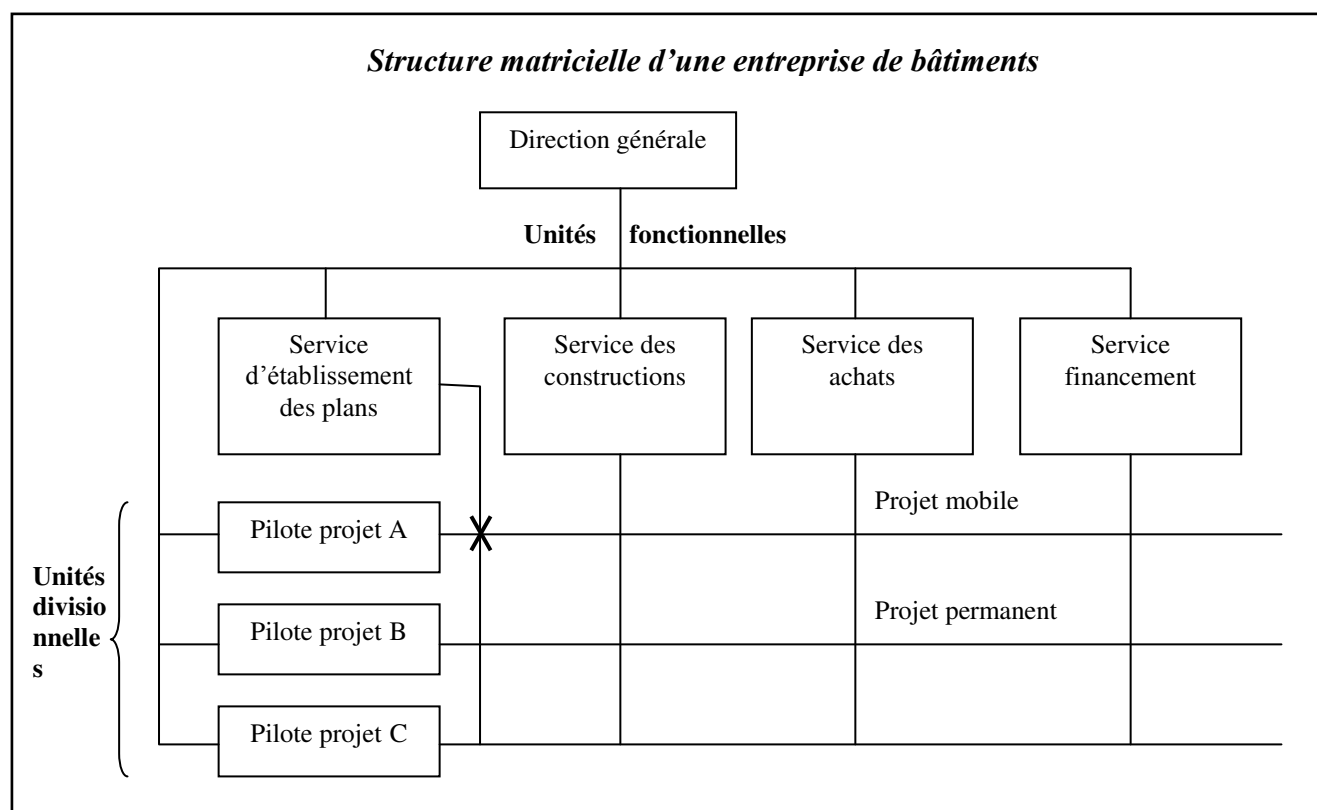 Structure matricielle d'une entreprise de bâtiments
Direction générale
Unités fonctionnelles
Service
d'établissement
des plans
Service des
constructions
Service des
achats
Service
financement
Projet mobile
Pilote projet A
Unités
divisio
nnelle
s
Projet permanent
Pilote projet B
Pilote projet C